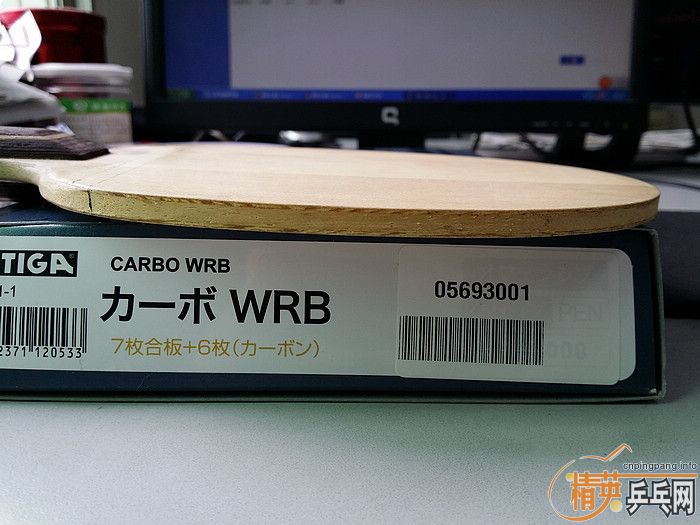 TIGA
CARBO WRB
カーボ WRB
7枚合板+6枚(カーボン)
2371 120533
05693001
PEN
cnpingpang.info
精英乒乓网